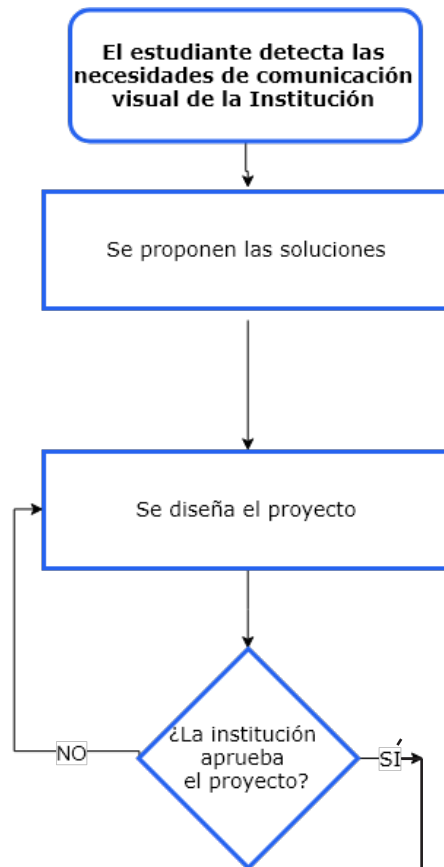 El estudiante detecta las
necesidades de comunicación
visual de la Institución
Se proponen las soluciones
Se diseña el proyecto
¿La institución
aprueba
el proyecto?
NO
SÍ